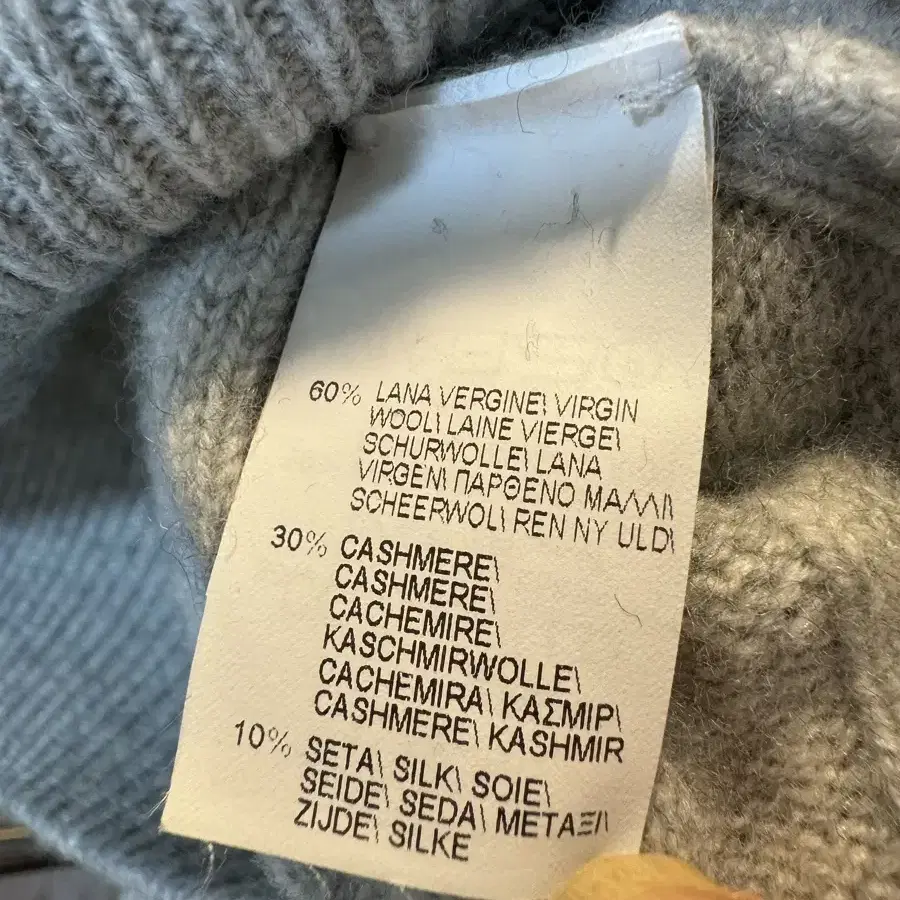 60% LANA VERGINE\ VIRGIN
WOOL\ LAINE VIERGE\
SCHURWOLLE\ LANA
VIRGEN\ ΠΑΡΘΕΝΟ ΜΑΛΛΙ\
SCHEERWOL\ REN NY ULD\
30% CASHMERE\
CASHMERE\
CACHEMIRE\
KASCHMIRWOLLE\
CACHEMIRA\ ΚΑΣΜΙΡ\
CASHMERE\ KASHMIR
10% SETA\ SILK\ SOIE\
SEIDE\ SEDA\ ΜΕΤΑΞΙ\
ZIJDE\ SILKE